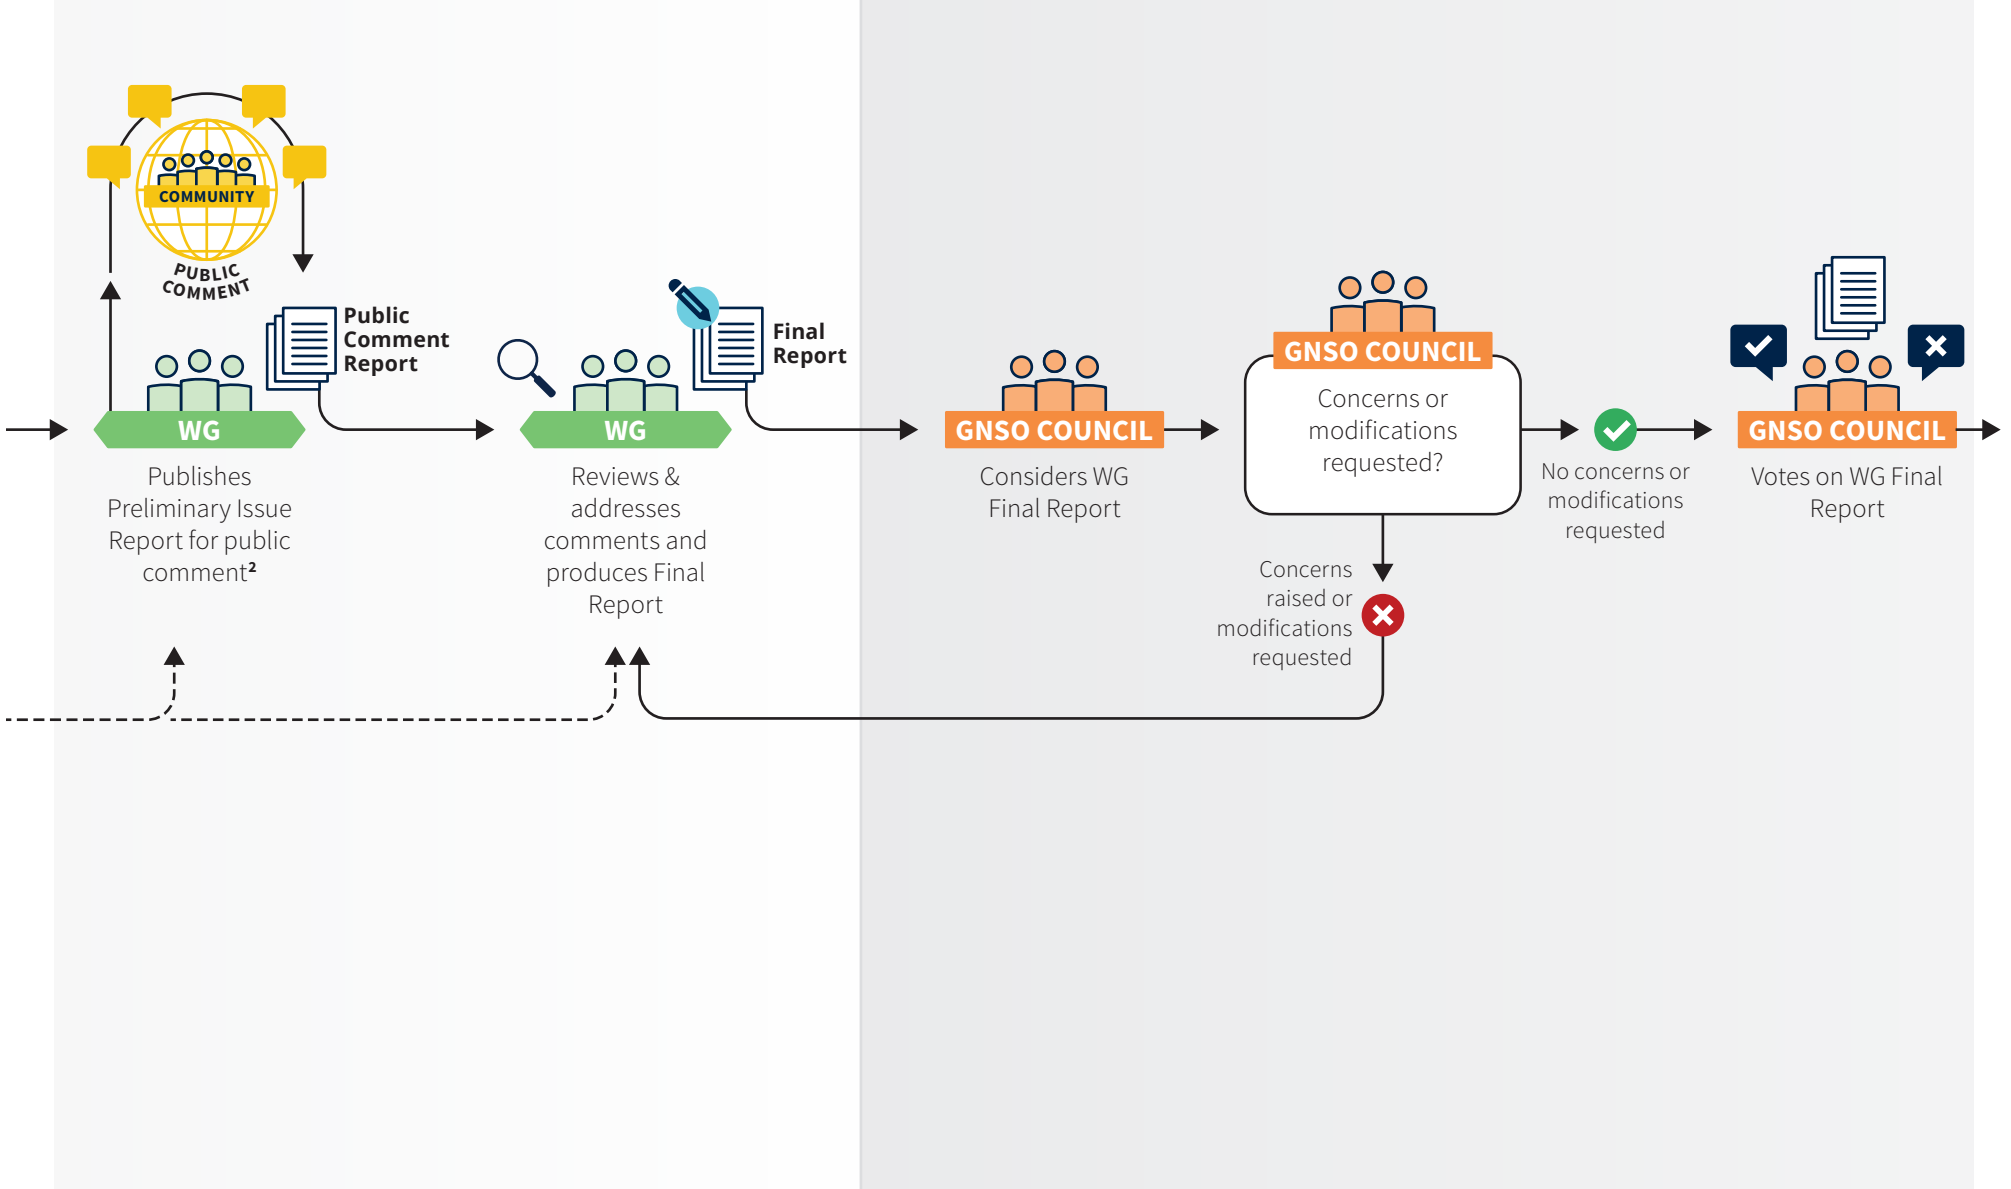 COMMUNITY
PUBLIC
COMMENT
Public
Comment
Report
WG
Publishes
Preliminary Issue
Report for public
comment²
Final
Report
WG
Reviews &
addresses
comments and
produces Final
Report
GNSO COUNCIL
Considers WG
Final Report
GNSO COUNCIL
Concerns or
modifications
requested?
Concerns
raised or
modifications
requested
No concerns or
modifications
requested
GNSO COUNCIL
Votes on WG Final
Report